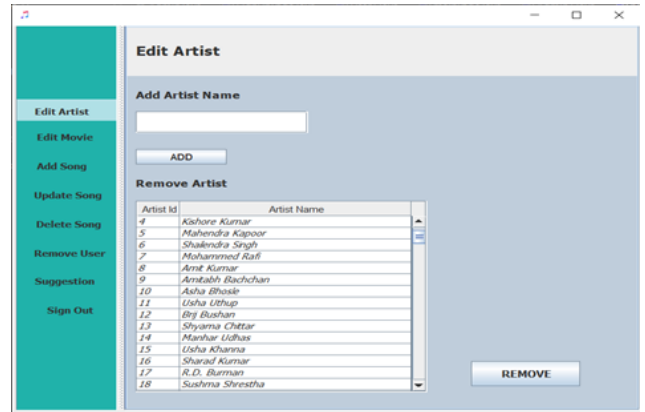 Edit Artist
Add Artist Name
Edit Artist
Edit Movie
Add Song
Update Song
Delete Song
Remove User
Suggestion
Sign Out
ADD
Remove Artist
Artist Id Artist Name
4 Kishore Kumar
5 Mahendra Kapoor
6 Shailendra Singh
7 Mohammed Rafi
8 Amit Kumar
9 Amitabh Bachchan
10 Asha Bhosle
11 Usha Uthup
12 Brij Bushan
13 Shyama Chittar
14 Manhar Udhas
15 Usha Khanna
16 Sharad Kumar
17 R.D. Burman
18 Sushma Shrestha
REMOVE